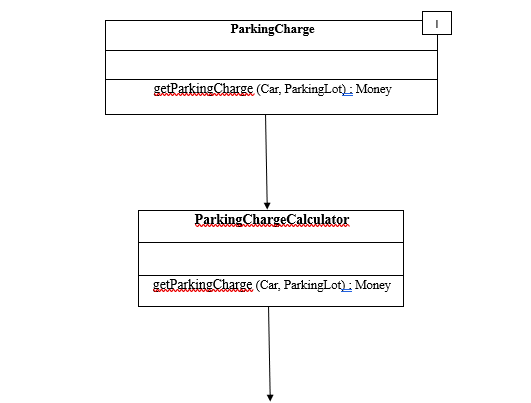 I
ParkingCharge
getParkingCharge (Car, ParkingLot) : Money
ParkingChargeCalculator
getParkingCharge (Car, ParkingLot) : Money